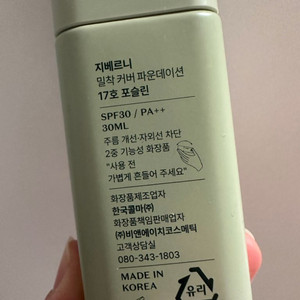 지베르니
밀착 커버 파운데이션
17호 포슬린
SPF30 / PA++
30ML
주름 개선·자외선 차단
2중 기능성 화장품
"사용 전
가볍게 흔들어 주세요"
화장품제조업자
한국콜마㈜
화장품책임판매업자
㈜비앤에이치코스메틱
고객상담실
080-343-1803
MADE IN
KOREA
유리